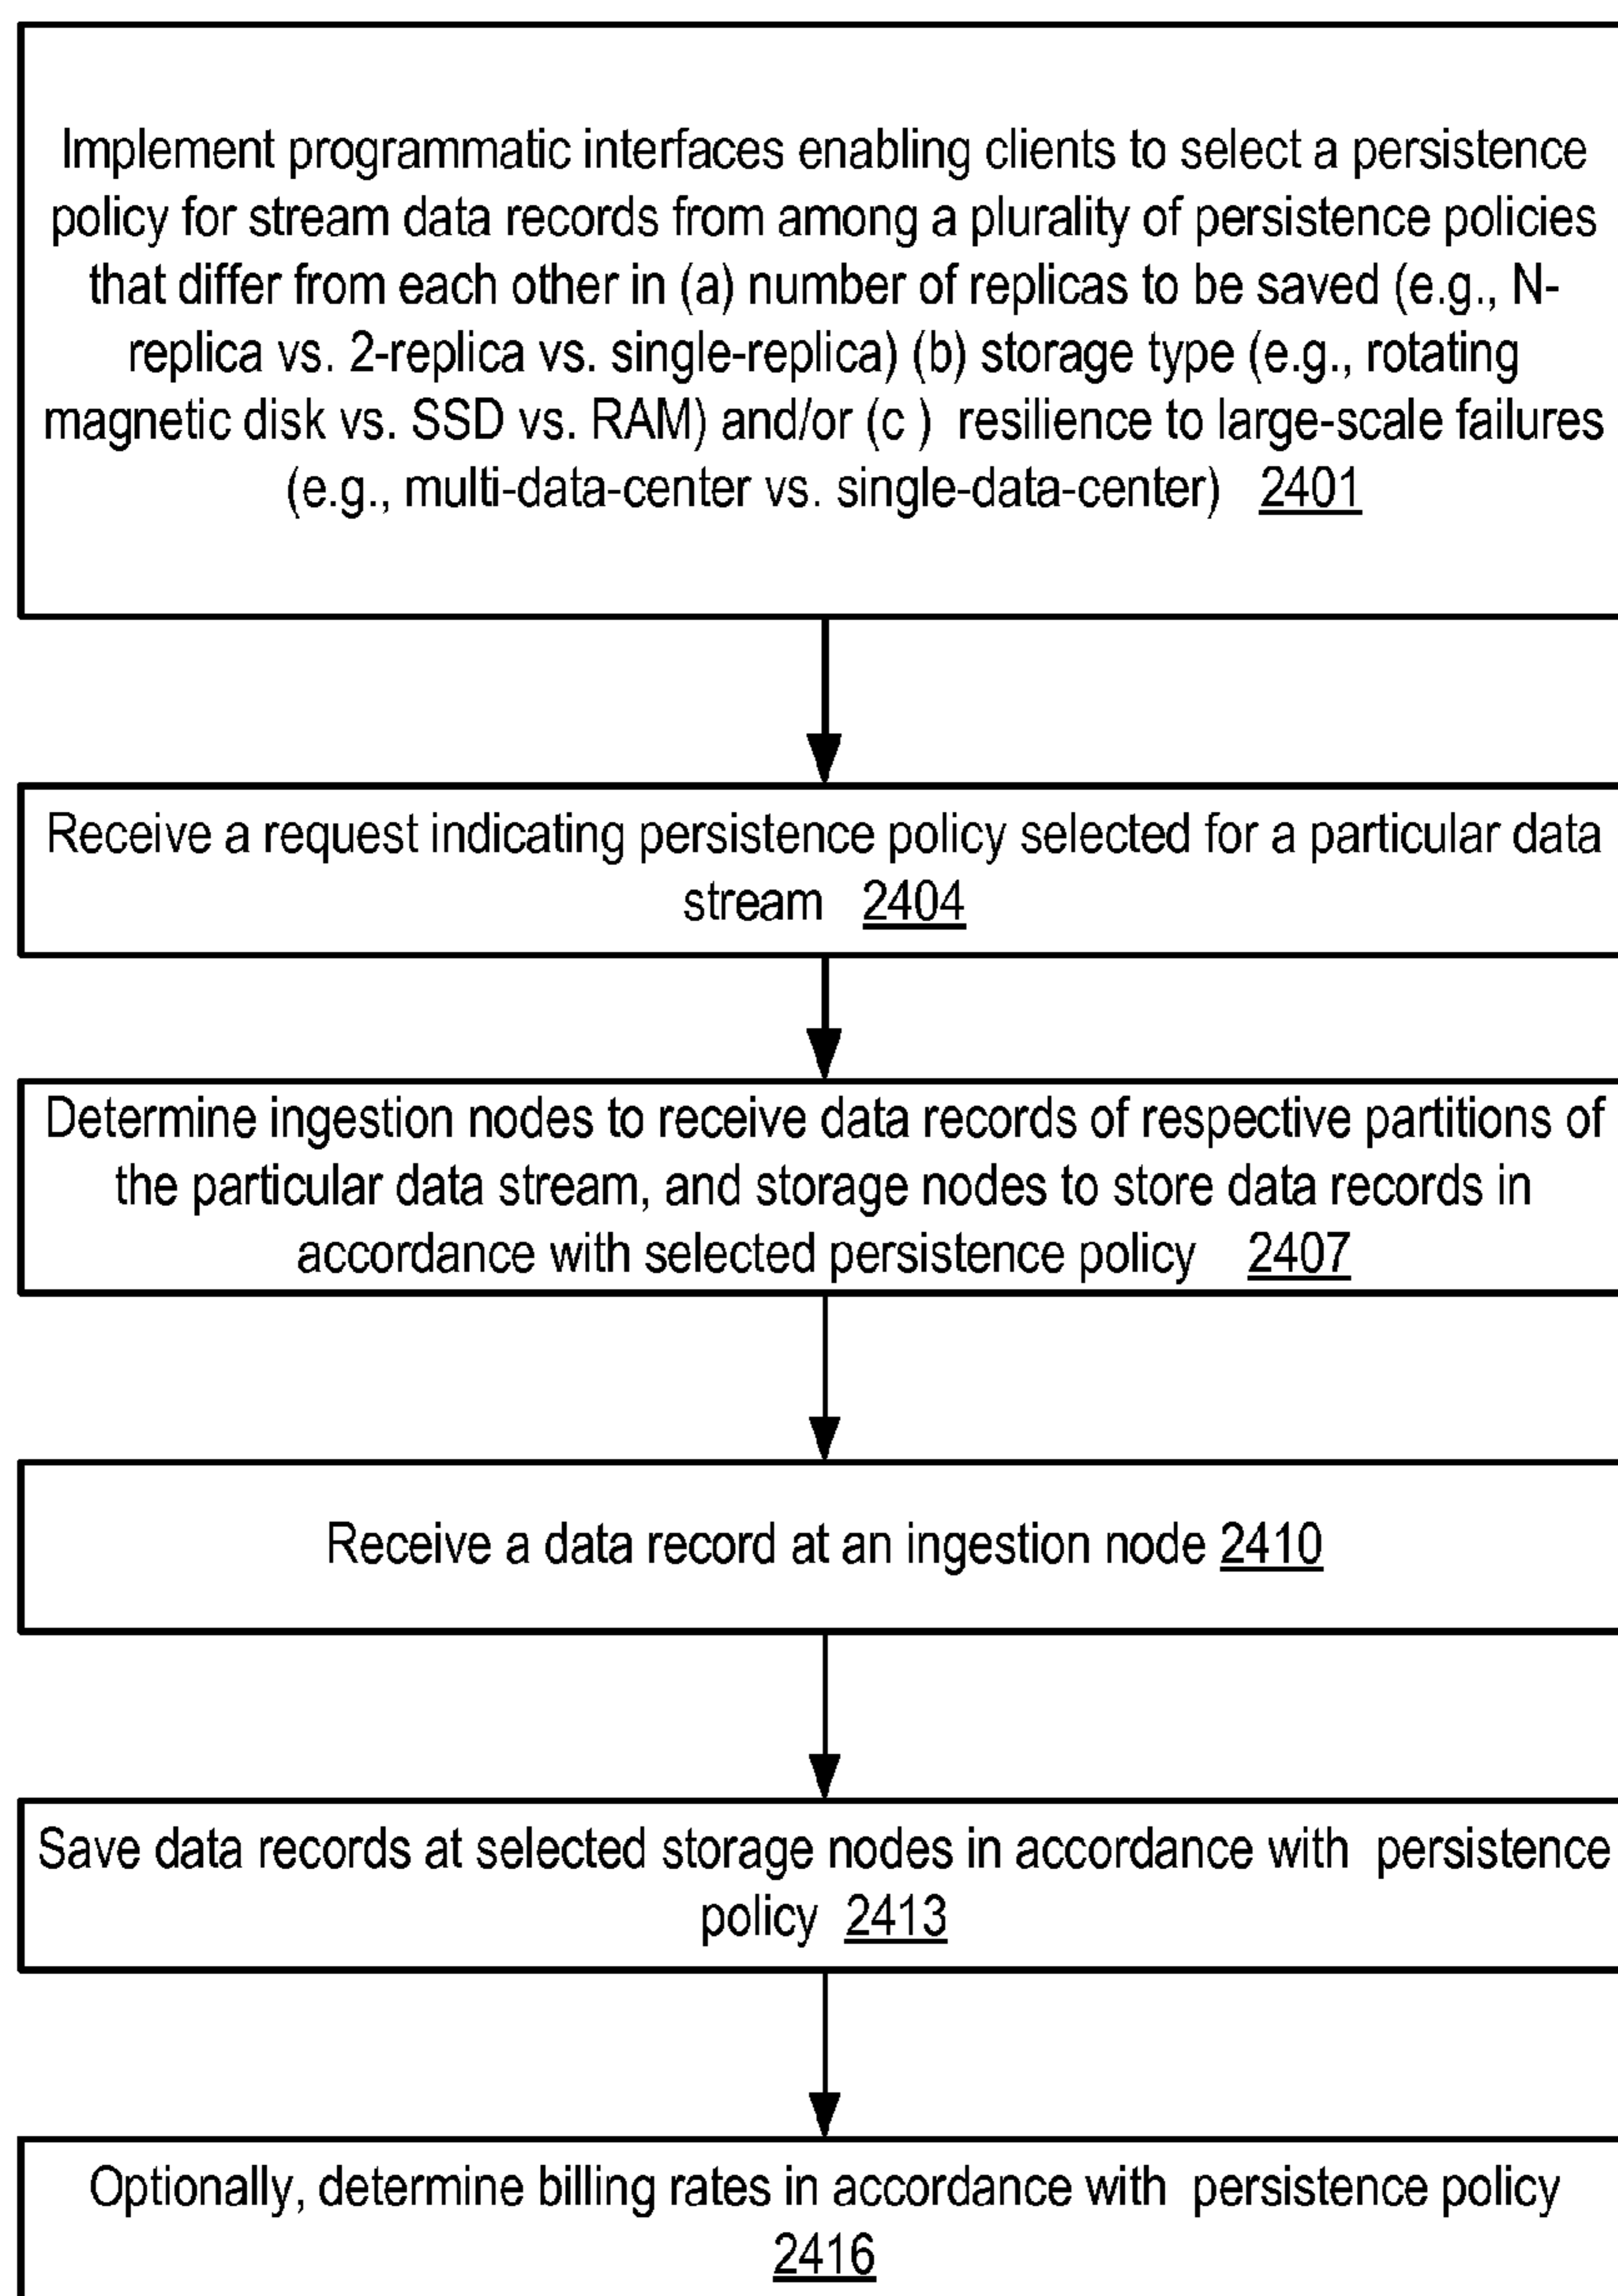 Implement programmatic interfaces enabling clients to select a persistence
policy for stream data records from among a plurality of persistence policies
that differ from each other in (a) number of replicas to be saved (e.g., N-
replica vs. 2-replica vs. single-replica) (b) storage type (e.g., rotating
magnetic disk vs. SSD vs. RAM) and/or (c ) resilience to large-scale failures
(e.g., multi-data-center vs. single-data-center) 2401
Receive a request indicating persistence policy selected for a particular data
stream 2404
Determine ingestion nodes to receive data records of respective partitions of
the particular data stream, and storage nodes to store data records in
accordance with selected persistence policy 2407
Receive a data record at an ingestion node 2410
Save data records at selected storage nodes in accordance with persistence
policy 2413
Optionally, determine billing rates in accordance with persistence policy
2416